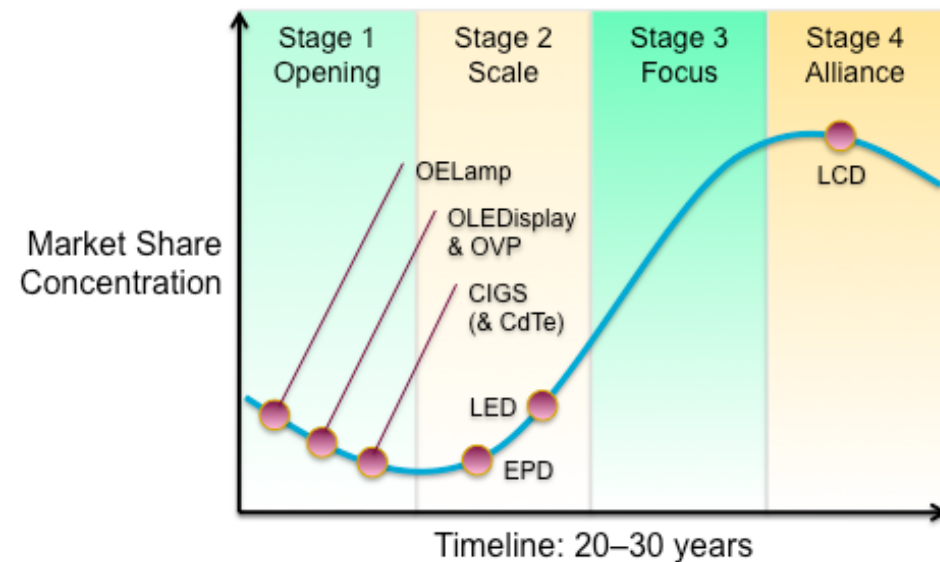 Stage 1
Opening
Stage 2
Scale
Stage 3
Focus
Stage 4
Alliance
OELamp
OLEDisplay
& OVP
CIGS
(& CdTe)
LED
EPD
LCD
Market Share
Concentration
Timeline: 20–30 years